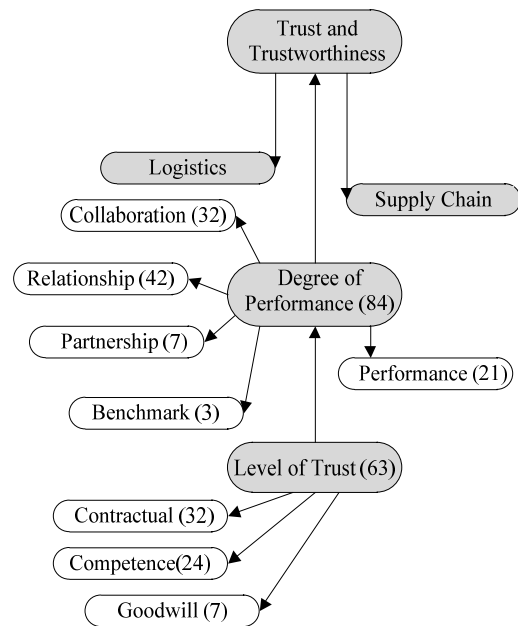 Trust and
Trustworthiness
Logistics
Supply Chain
Collaboration (32)
Relationship (42)
Degree of
Performance (84)
Partnership (7)
Performance (21)
Benchmark (3)
Level of Trust (63)
Contractual (32)
Competence(24)
Goodwill (7)